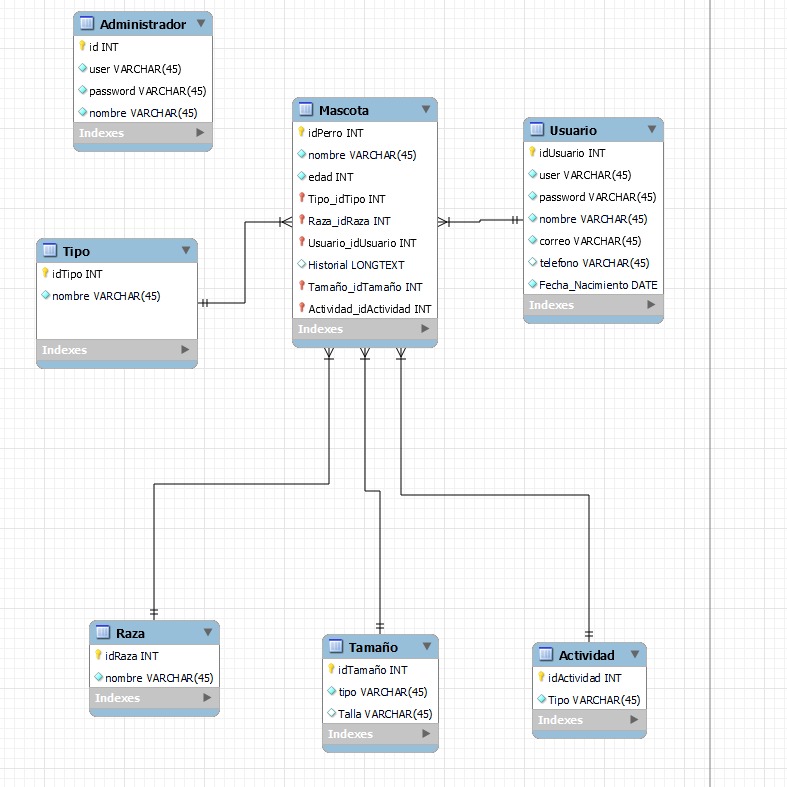 Administrador
id INT
user VARCHAR(45)
password VARCHAR(45)
nombre VARCHAR(45)
Indexes
Mascota
idPerro INT
nombre VARCHAR(45)
edad INT
Tipo_idTipo INT
Raza_idRaza INT
Usuario_idUsuario INT
Historial LONGTEXT
Tamaño_idTamaño INT
Actividad_idActividad INT
Indexes
Usuario
idUsuario INT
user VARCHAR(45)
password VARCHAR(45)
nombre VARCHAR(45)
correo VARCHAR(45)
telefono VARCHAR(45)
Fecha_Nacimiento DATE
Indexes
Tipo
idTipo INT
nombre VARCHAR(45)
Indexes
Raza
idRaza INT
nombre VARCHAR(45)
Indexes
Tamaño
idTamaño INT
tipo VARCHAR(45)
Talla VARCHAR(45)
Indexes
Actividad
idActividad INT
Tipo VARCHAR(45)
Indexes